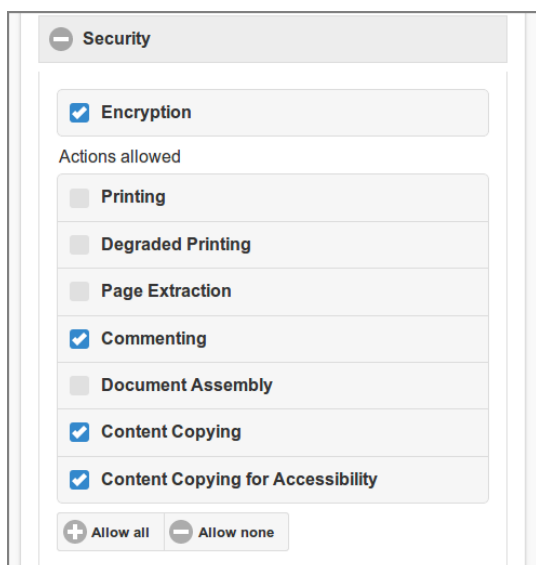 Security
Encryption
Actions allowed
Printing
Degraded Printing
Page Extraction
Commenting
Document Assembly
Content Copying
Content Copying for Accessibility
Allow all Allow none